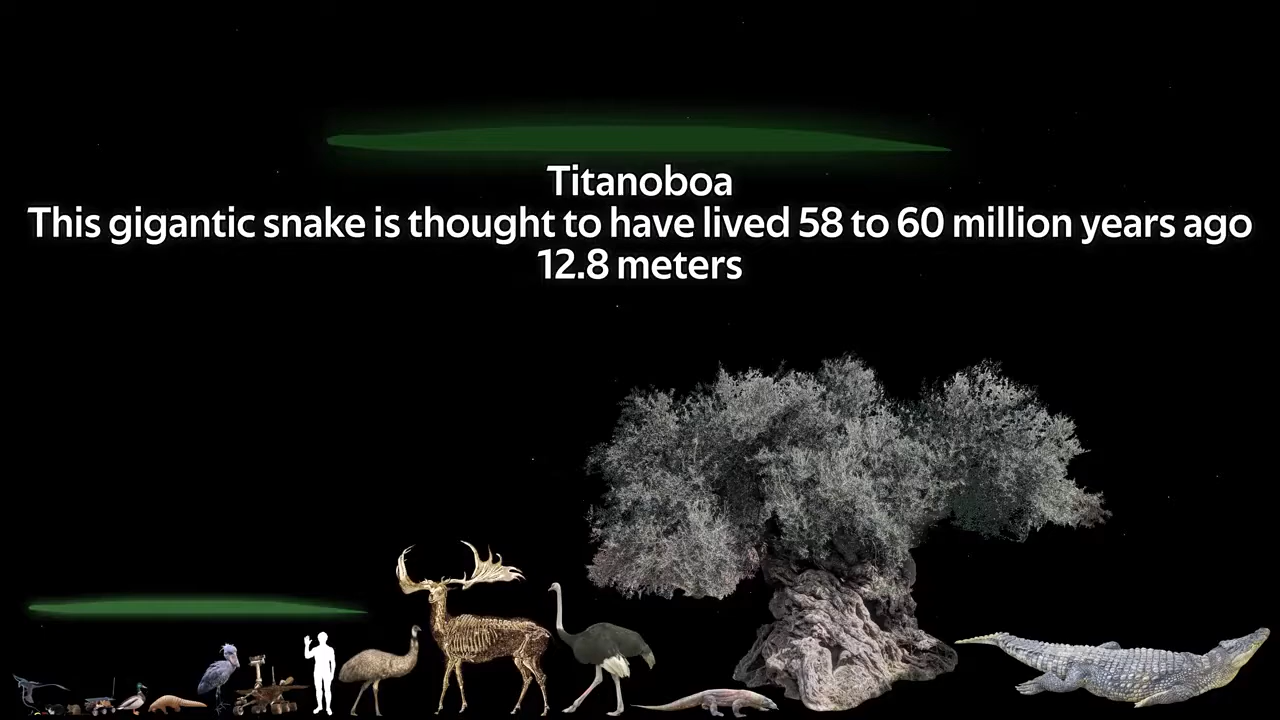 Titanoboa
This gigantic snake is thought to have lived 58 to 60 million years ago
12.8 meters